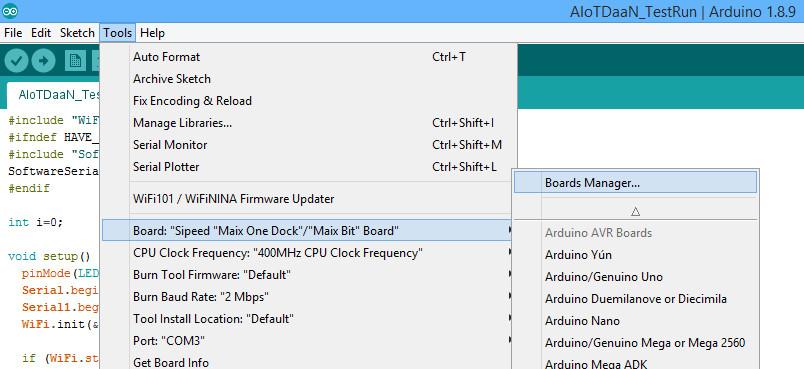 AIoTDaaN_TestRun | Arduino 1.8.9
File Edit Sketch Tools Help
AIoTDaaN_Te
#include "WiF
#ifndef HAVE_
#include "Sof
SoftwareSeria
#endif
int i=0;
void setup()
pinMode(LED
Serial.begi
Serial1.begi
WiFi.init(&
if (WiFi.st
Auto Format Ctrl+T
Archive Sketch
Fix Encoding & Reload
Manage Libraries... Ctrl+Shift+I
Serial Monitor Ctrl+Shift+M
Serial Plotter Ctrl+Shift+L
WiFi101 / WiFiNINA Firmware Updater
Board: "Sipeed "Maix One Dock"/"Maix Bit" Board"
CPU Clock Frequency: "400MHz CPU Clock Frequency"
Burn Tool Firmware: "Default"
Burn Baud Rate: "2 Mbps"
Tool Install Location: "Default"
Port: "COM3"
Get Board Info
Boards Manager...
Arduino AVR Boards
Arduino Yún
Arduino/Genuino Uno
Arduino Duemilanove or Diecimila
Arduino Nano
Arduino/Genuino Mega or Mega 2560
Arduino Mega ADK